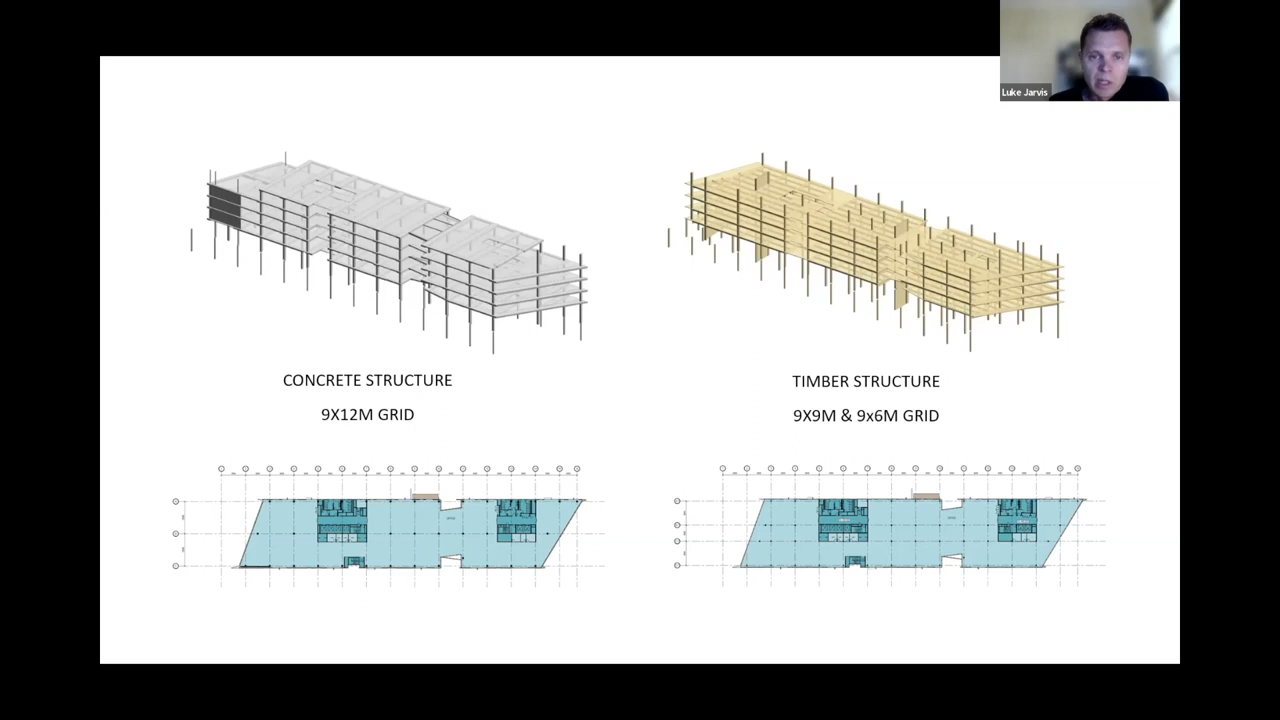 Luke Jarvis
CONCRETE STRUCTURE
9X12M GRID
TIMBER STRUCTURE
9X9M & 9x6M GRID